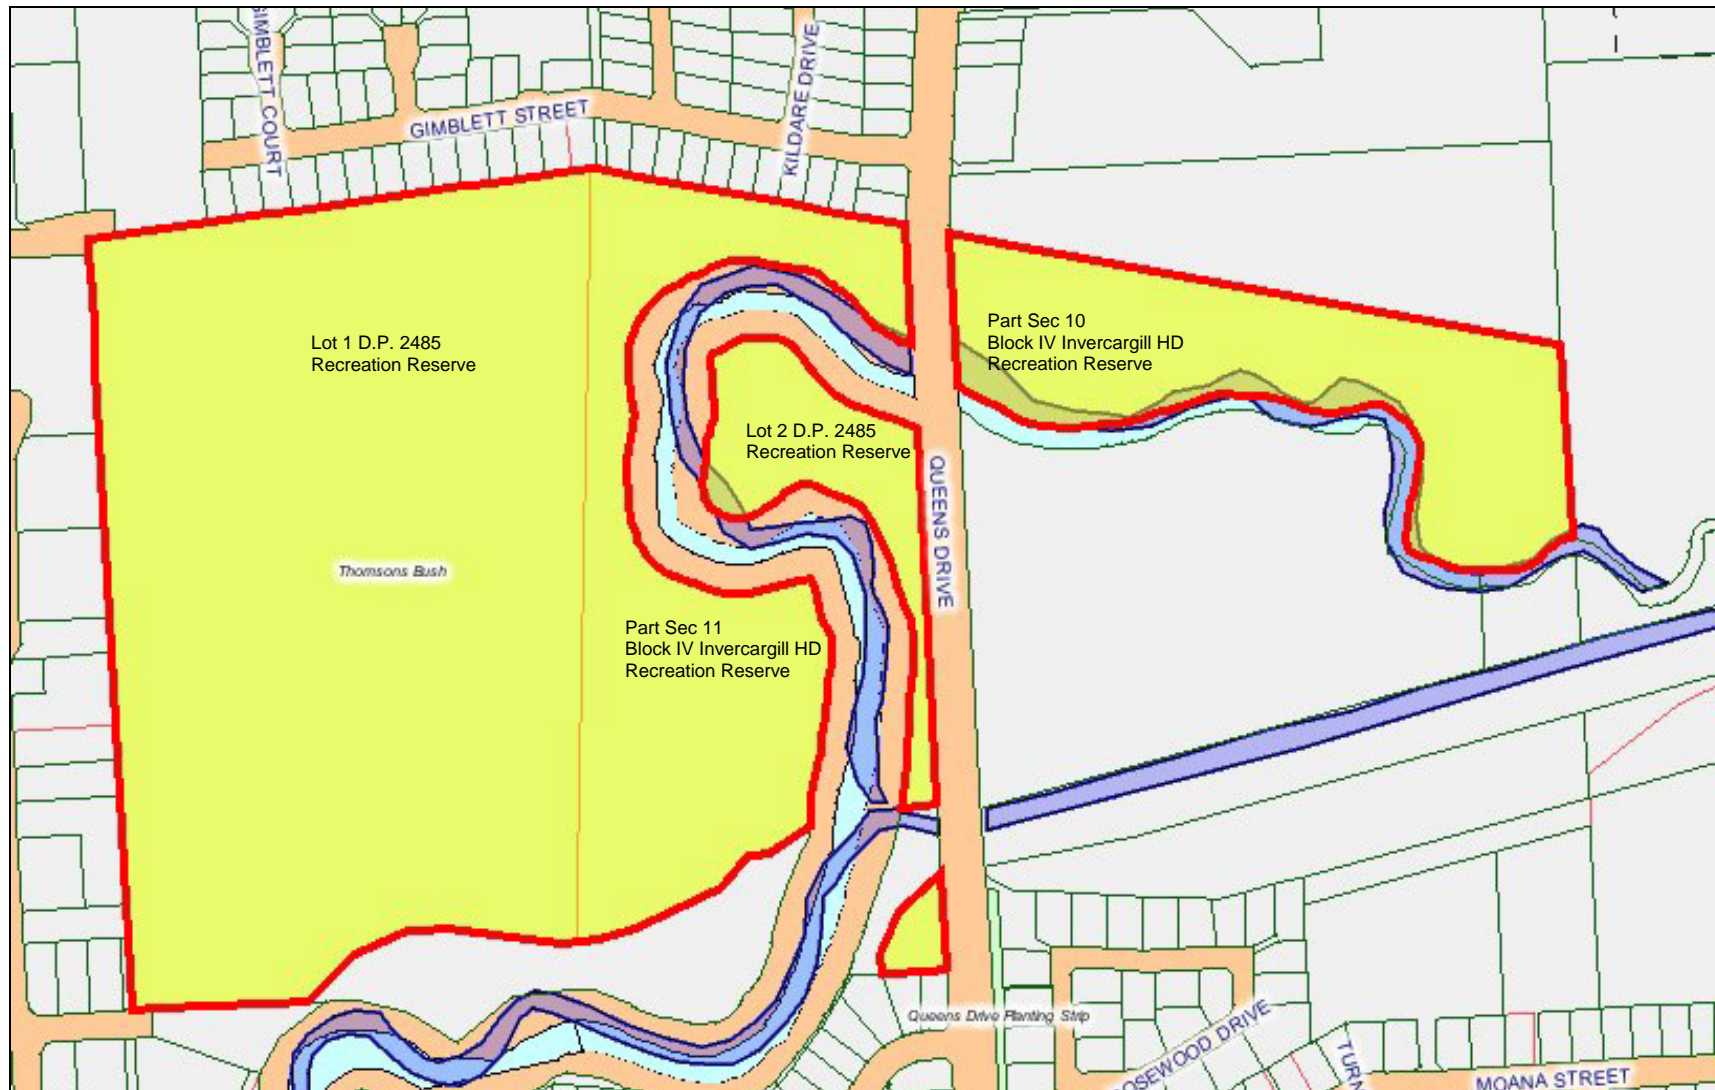 GIMBLETT COURT
GIMBLETT STREET
KILDARE DRIVE
Lot 1 D.P. 2485
Recreation Reserve
Part Sec 10
Block IV Invercargill HD
Recreation Reserve
Lot 2 D.P. 2485
Recreation Reserve
QUEENS DRIVE
Thomsons Bush
Part Sec 11
Block IV Invercargill HD
Recreation Reserve
Queens Drive Planting Strip
OSEWOOD DRIVE
TURN
MOANA STREET